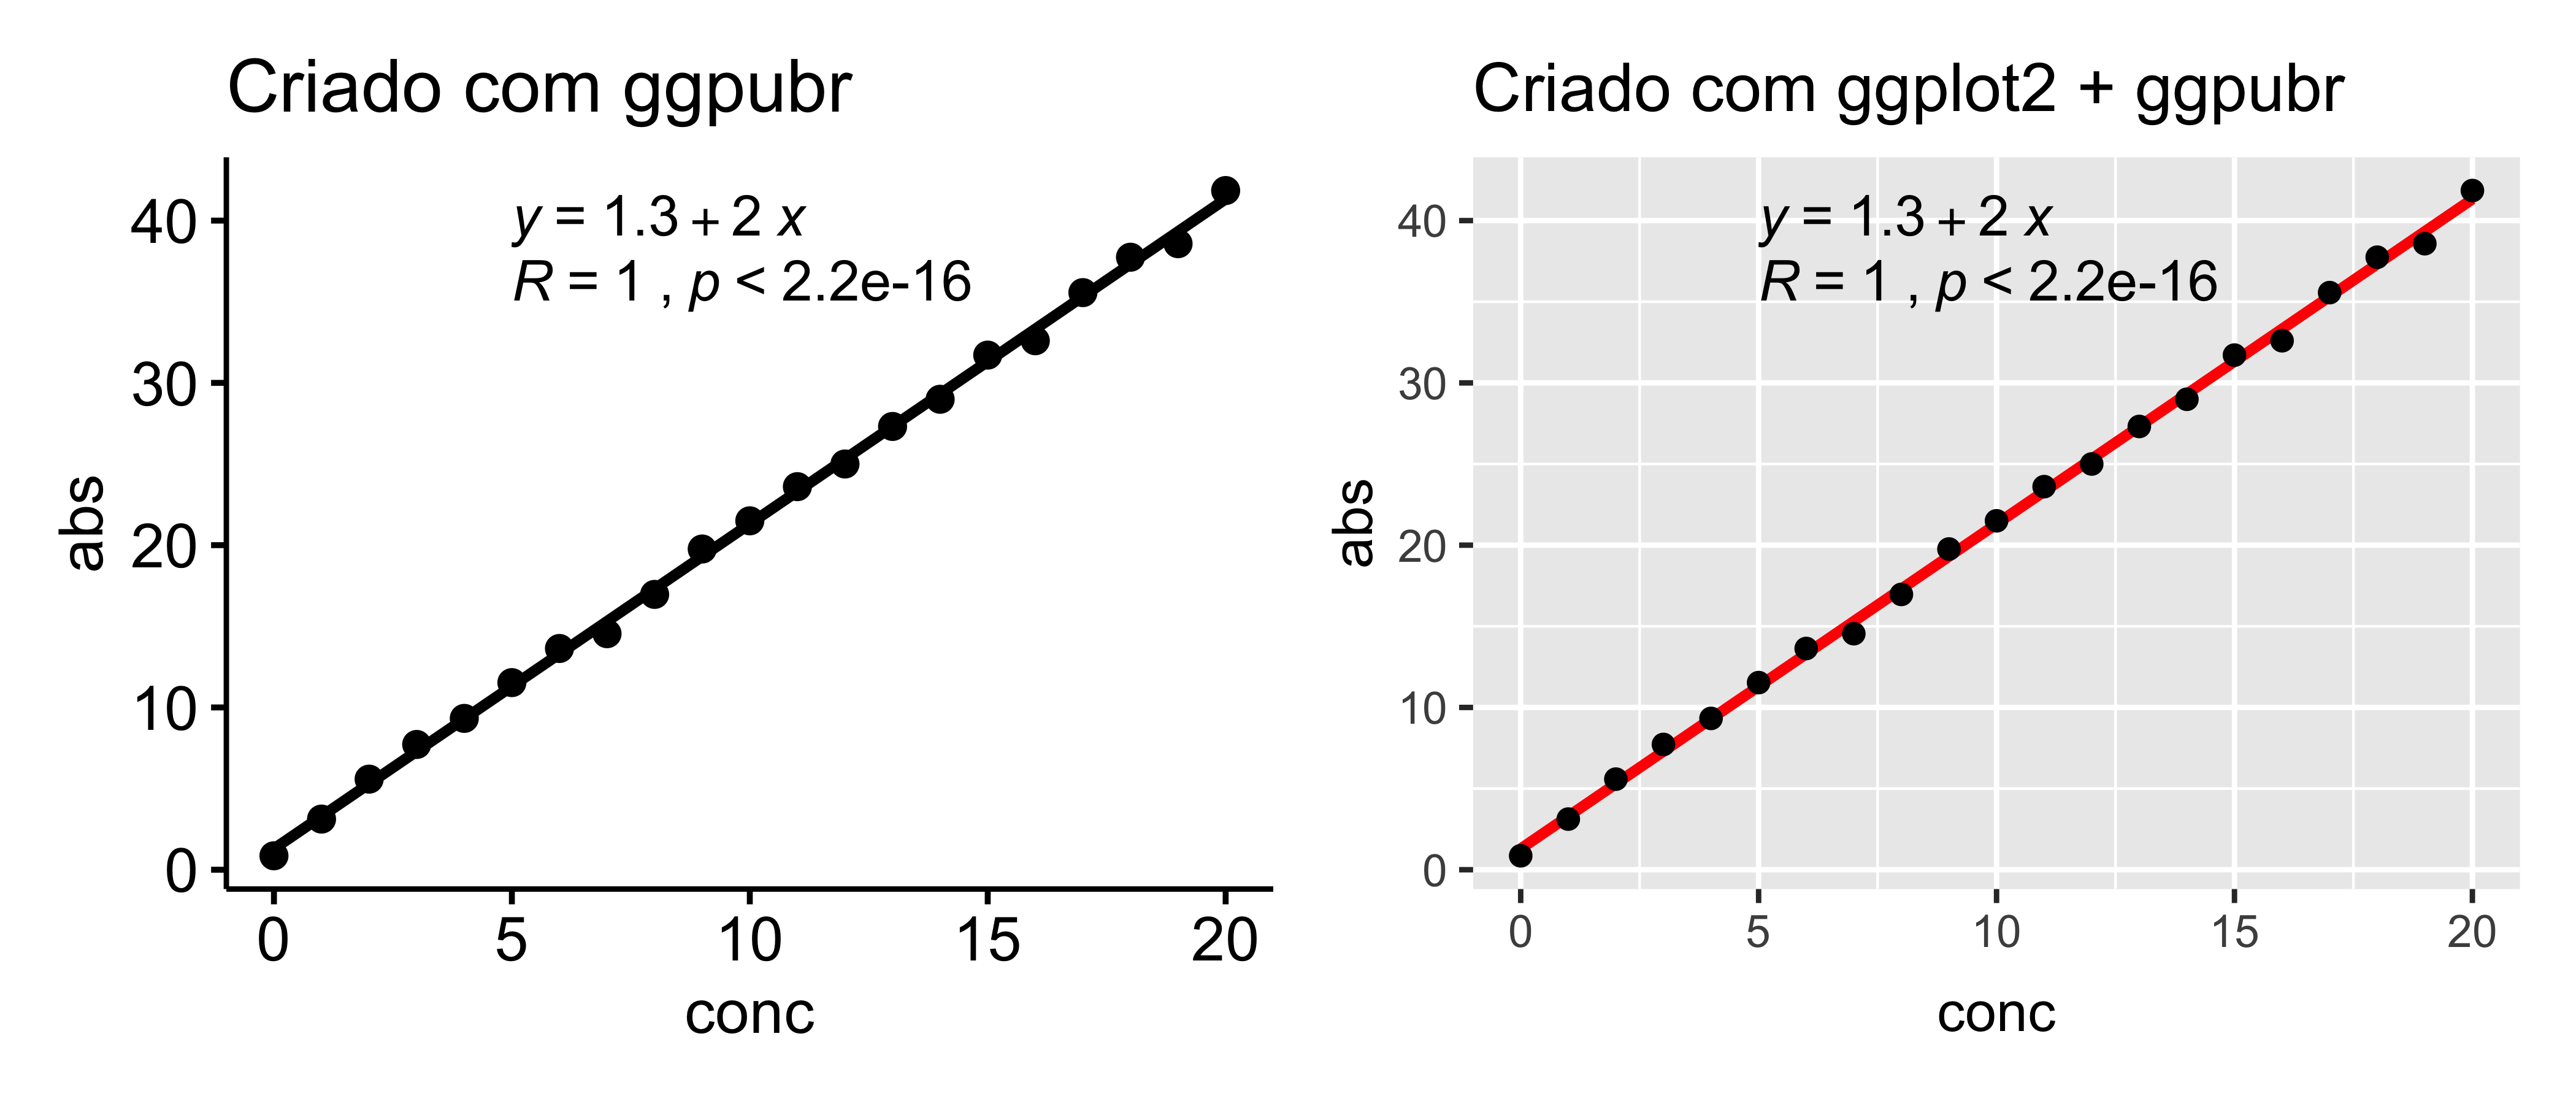 Criado com ggpubr
y = 1.3 + 2 x
R = 1 , p < 2.2e-16
40
30
20
10
0
abs
0 5 10 15 20
conc
Criado com ggplot2 + ggpubr
y = 1.3 + 2 x
R = 1 , p < 2.2e-16
40
30
20
10
0
abs
0 5 10 15 20
conc